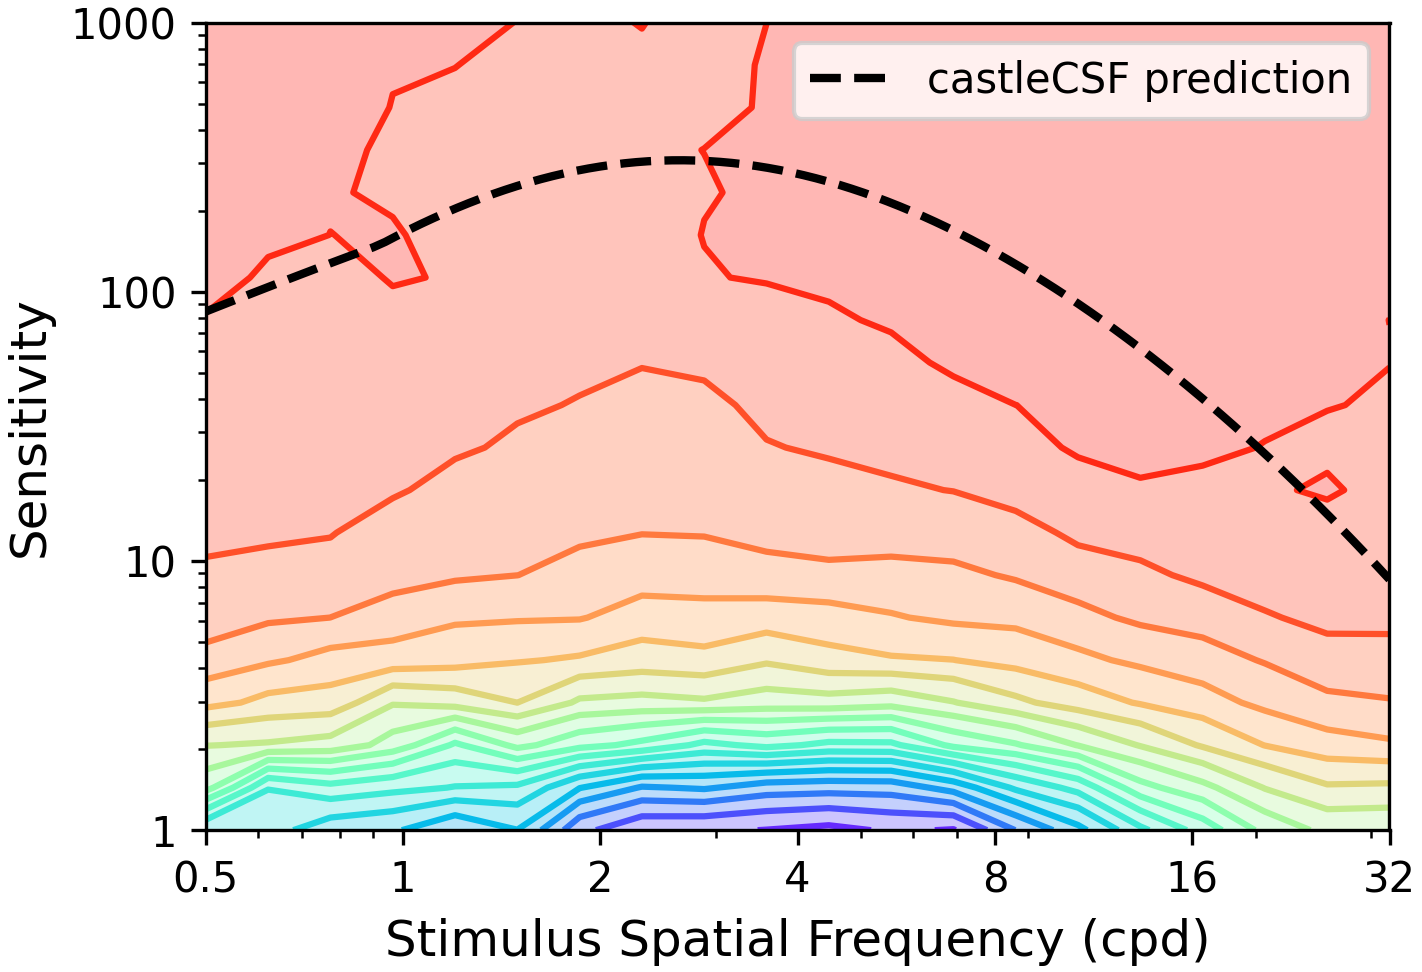 1000
castleCSF prediction
100
Sensitivity
10
1
0.5 1 2 4 8 16 32
Stimulus Spatial Frequency (cpd)